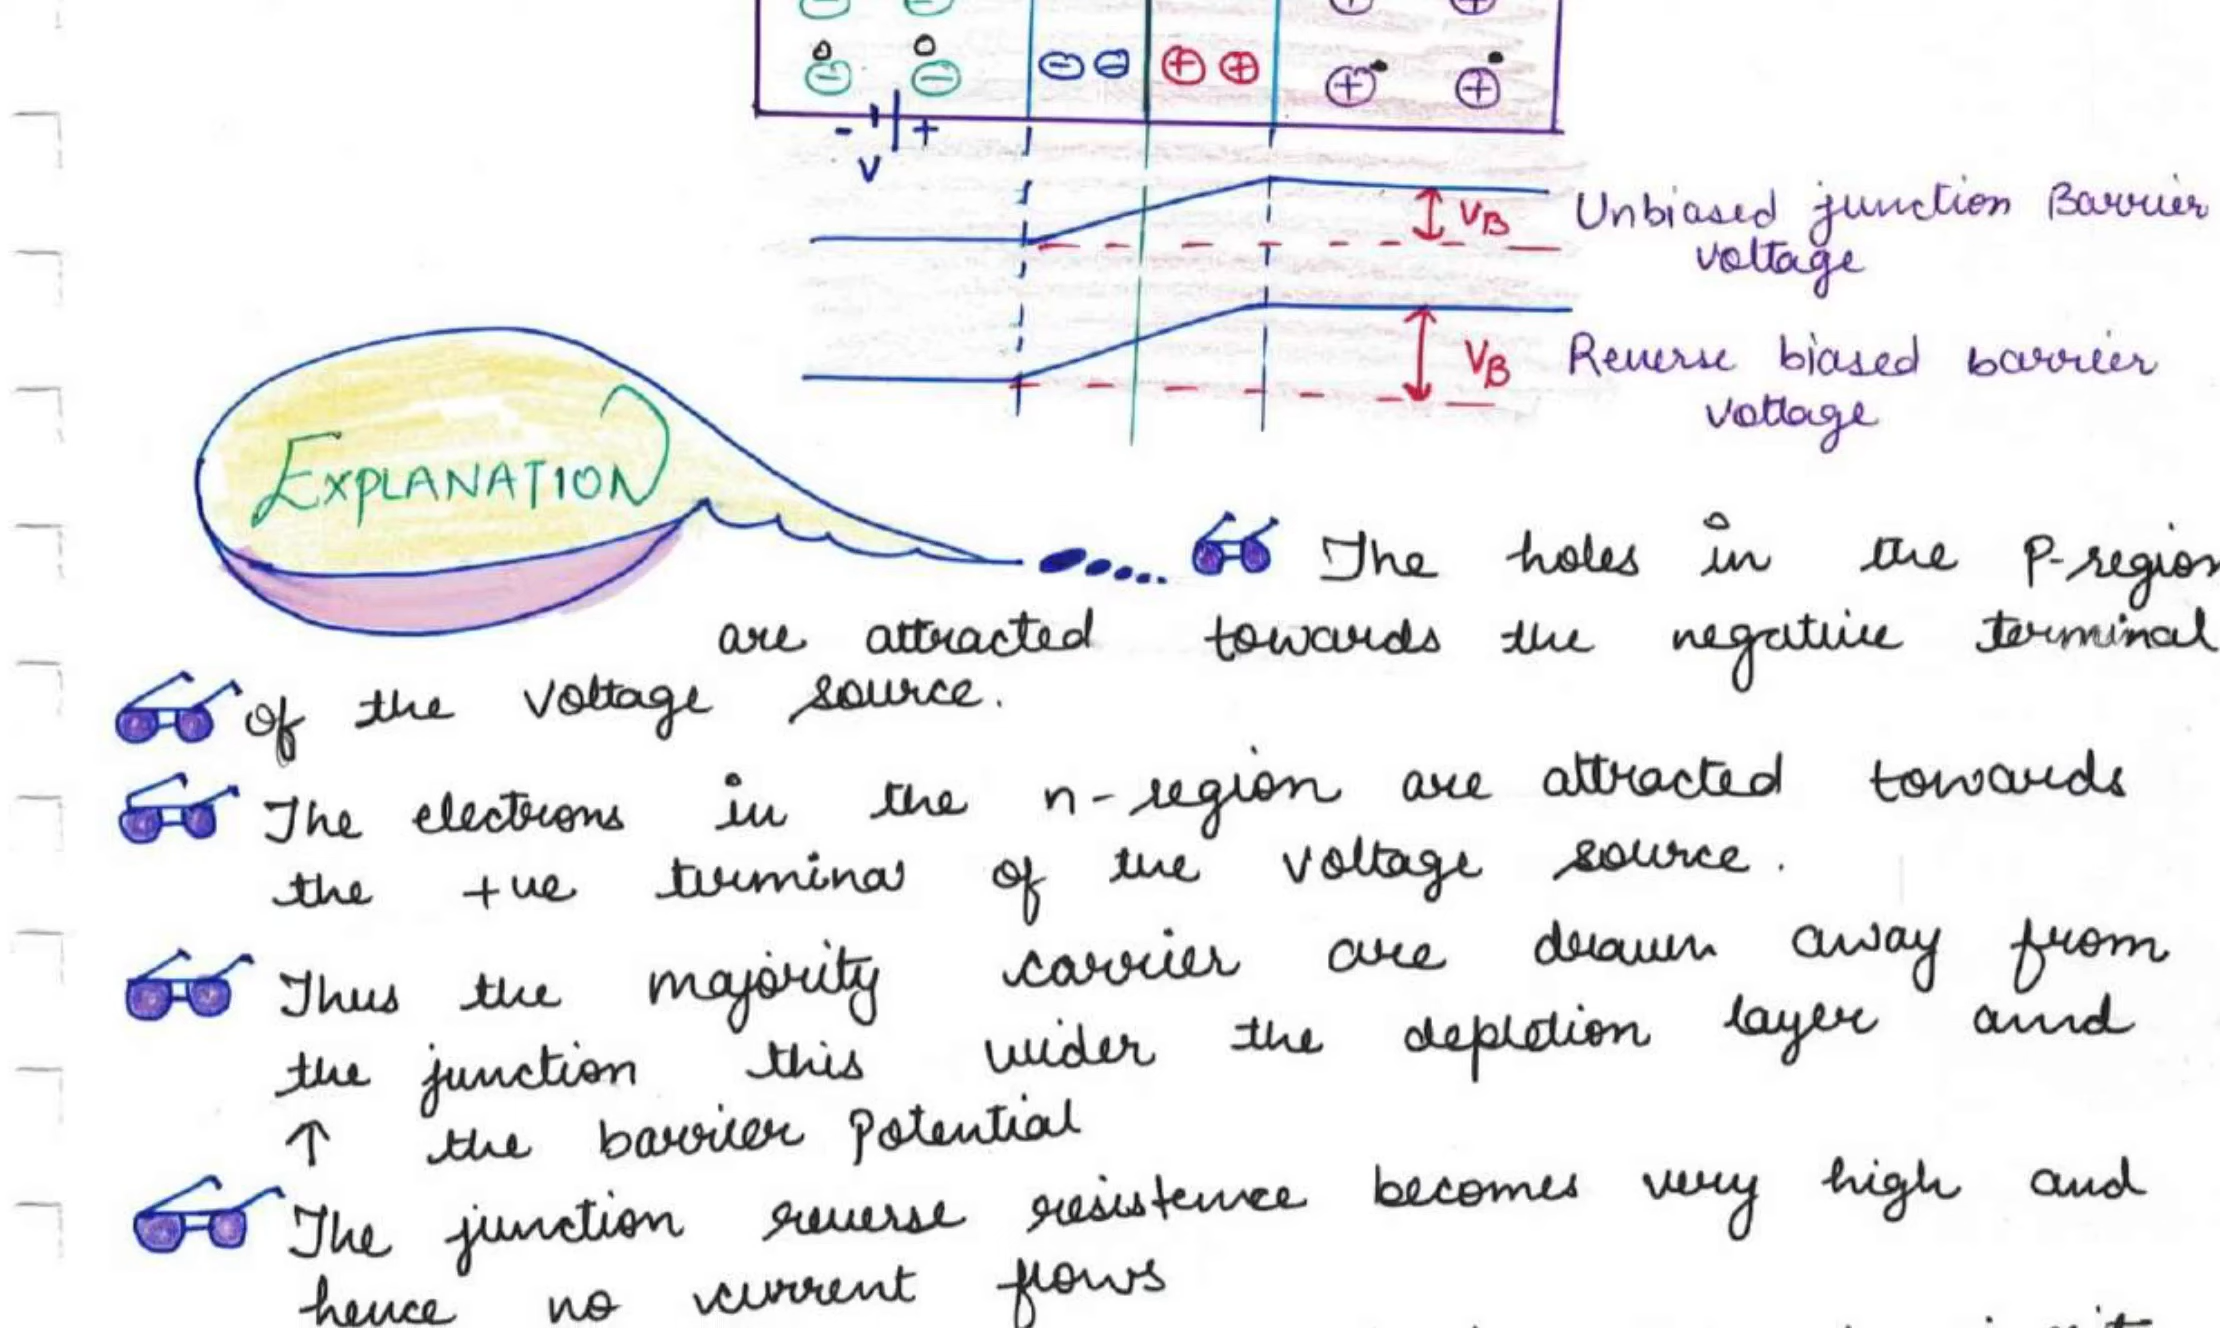 ⊖ ⊖ ⊕ ⊕ ⊕ ⊕
⊖ ⊖
- +
V
VB Unbiased junction Barrier
voltage
VB Reverse biased barrier
voltage
EXPLANATION
The holes in the P-region
are attracted towards the negative terminal
of the voltage source.
The electrons in the n-region are attracted towards
the +ve terminal of the voltage source.
Thus the majority carrier are drawn away from
the junction this wider the depletion layer and
↑ the barrier potential
The junction reverse resistence becomes very high and
hence no current flows